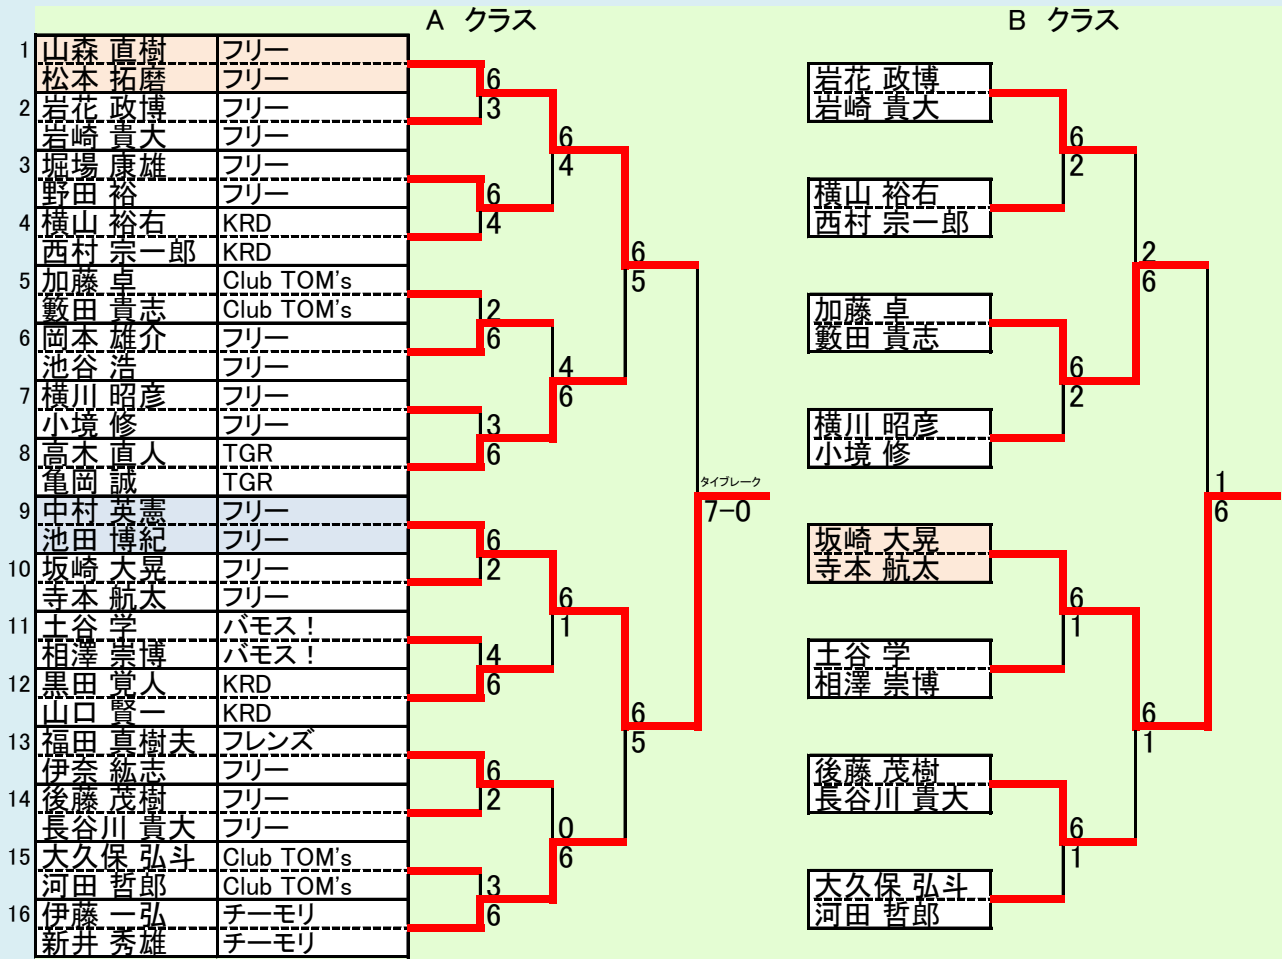 A クラス
B クラス
1 山森 直樹 フリー
松本 拓磨 フリー
2 岩花 政博 フリー
岩崎 貴大 フリー
3 堀場 康雄 フリー
野田 裕 フリー
4 横山 裕右 KRD
西村 宗一郎 KRD
5 加藤 卓 Club TOM's
籔田 貴志 Club TOM's
6 岡本 雄介 フリー
池谷 浩 フリー
7 横川 昭彦 フリー
小境 修 フリー
8 高木 直人 TGR
亀岡 誠 TGR
9 中村 英憲 フリー
池田 博紀 フリー
10 坂崎 大晃 フリー
寺本 航太 フリー
11 土谷 学 バモス！
相澤 崇博 バモス！
12 黒田 覚人 KRD
山口 賢一 KRD
13 福田 真樹夫 フレンズ
伊奈 紘志 フリー
14 後藤 茂樹 フリー
長谷川 貴大 フリー
15 大久保 弘斗 Club TOM's
河田 哲郎 Club TOM's
16 伊藤 一弘 チーモリ
新井 秀雄 チーモリ
6
3
6
4
2
6
3
6
6
2
4
6
6
2
3
6
6
4
4
6
6
1
0
6
6
5
6
5
タイブレーク
7-0
岩花 政博
岩崎 貴大
横山 裕右
西村 宗一郎
加藤 卓
籔田 貴志
横川 昭彦
小境 修
坂崎 大晃
寺本 航太
土谷 学
相澤 崇博
後藤 茂樹
長谷川 貴大
大久保 弘斗
河田 哲郎
6
2
6
2
6
1
6
1
2
6
6
1
1
6